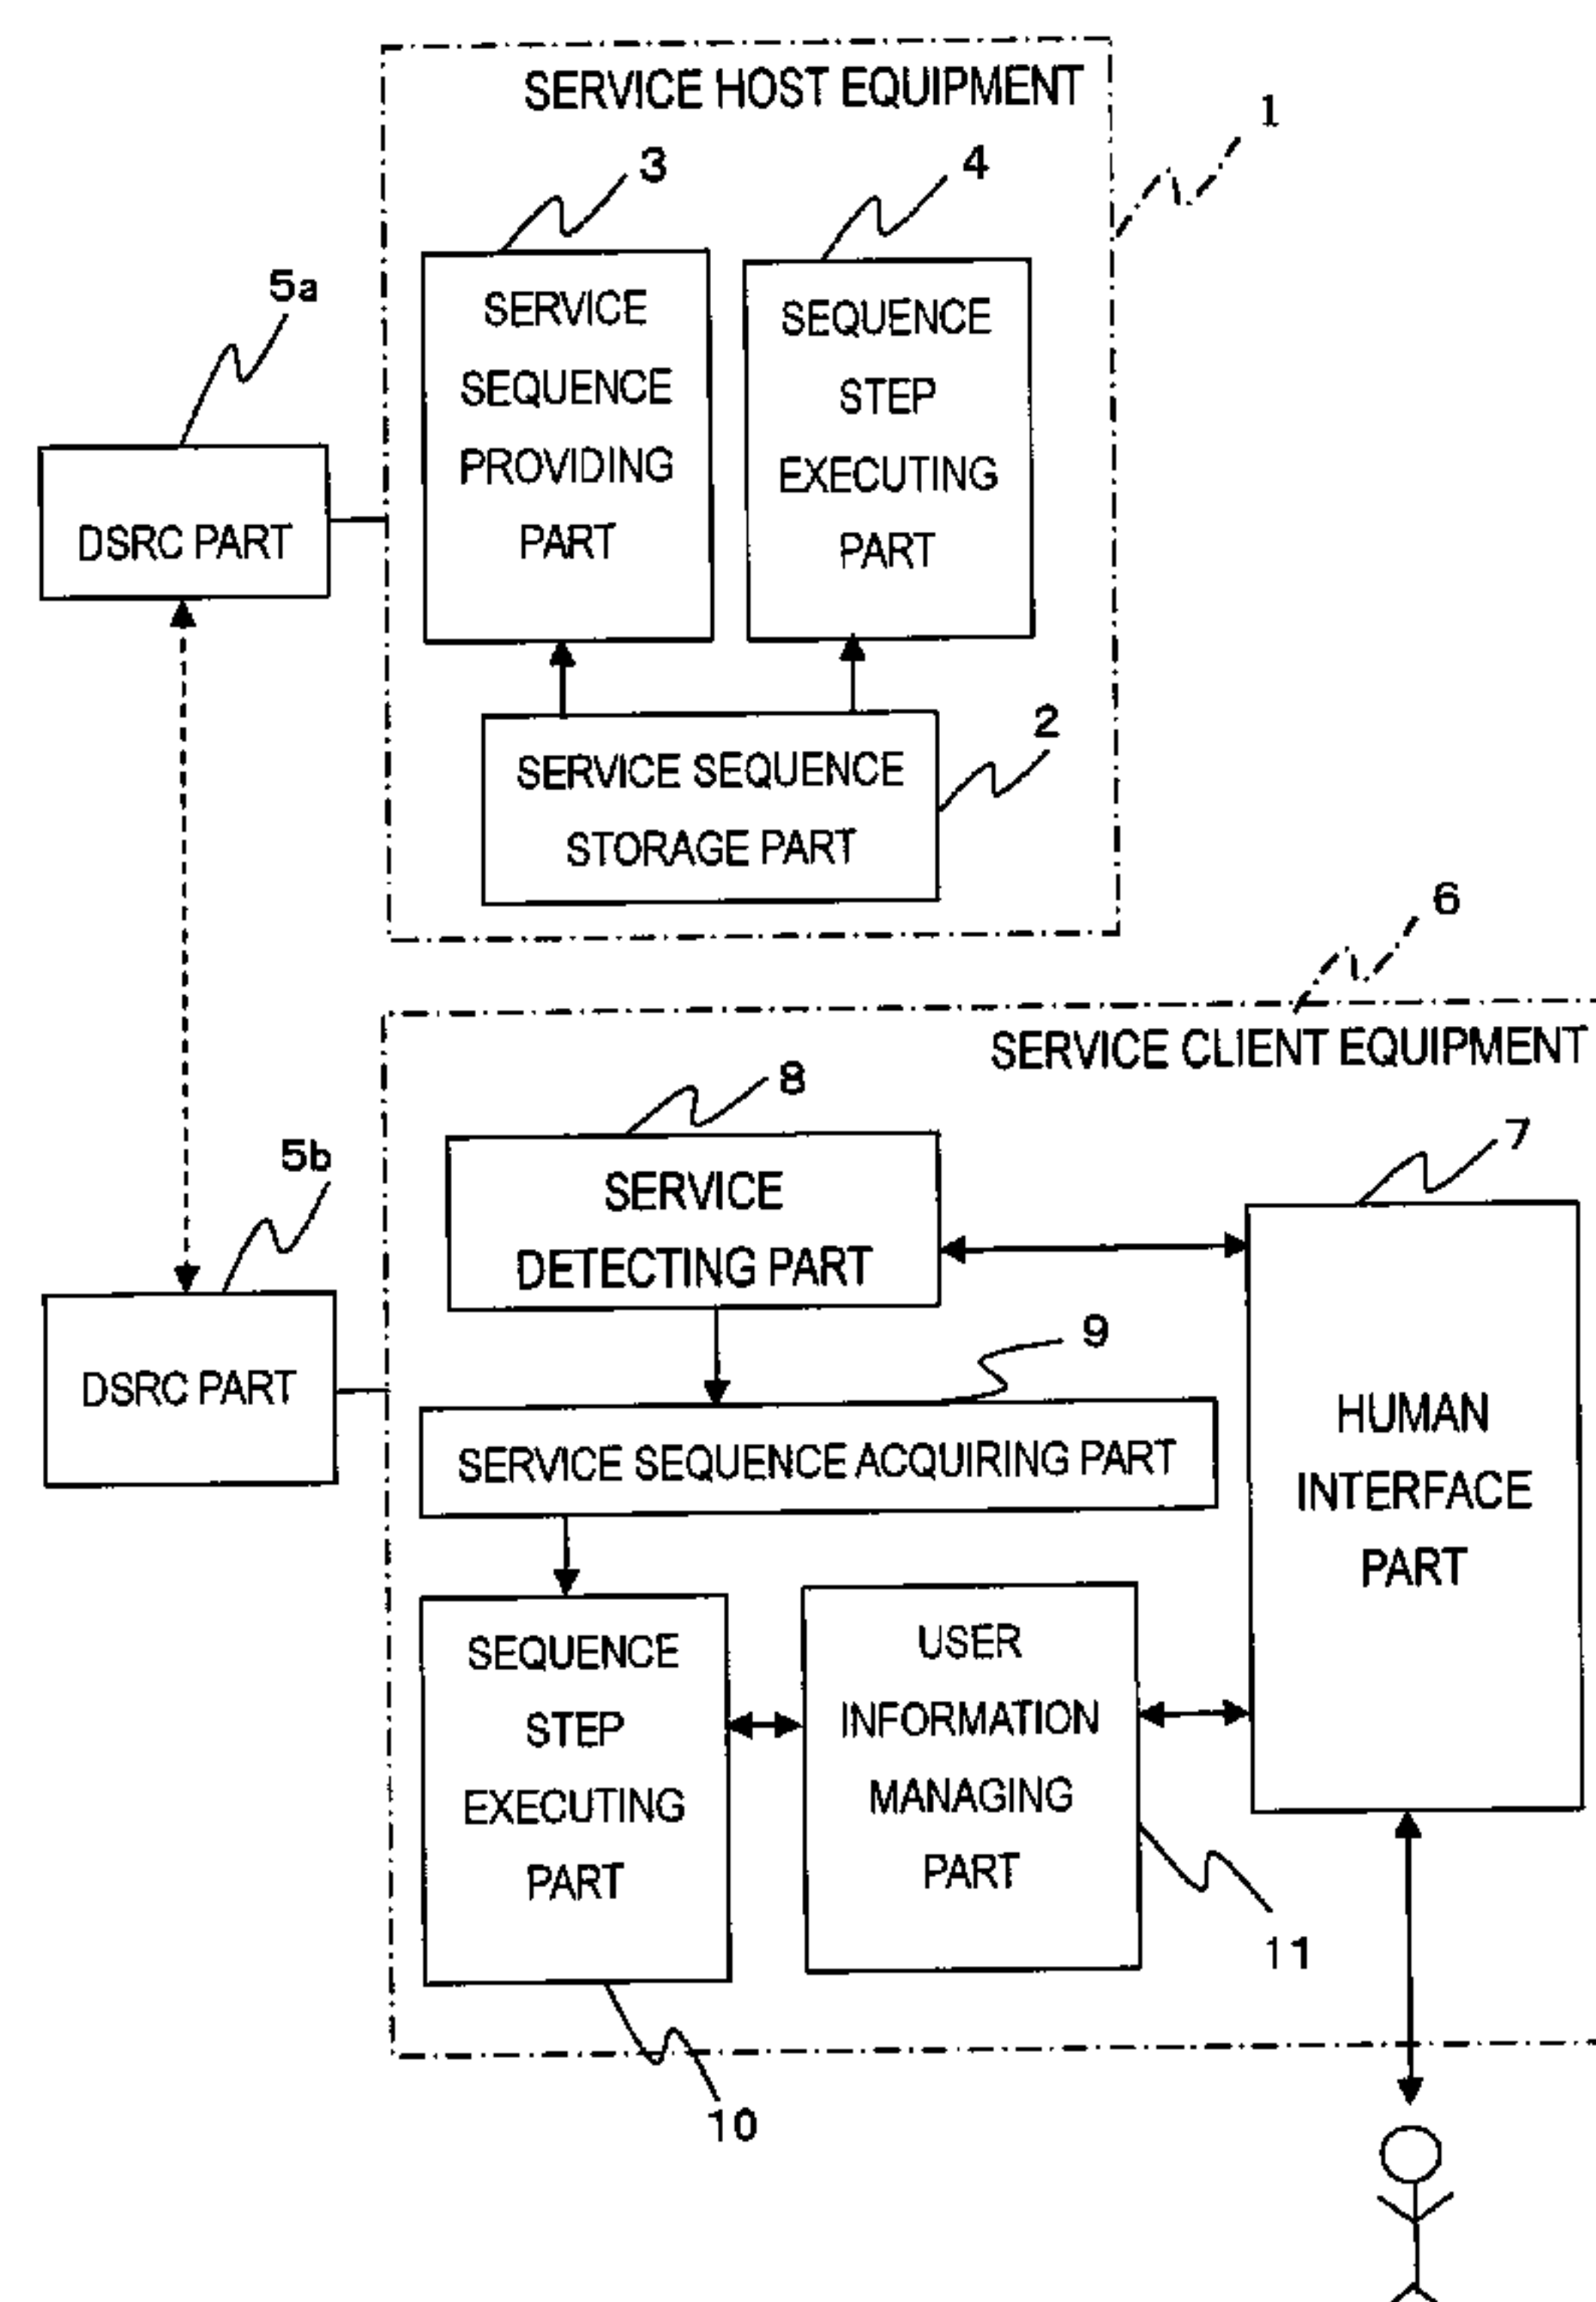 SERVICE HOST EQUIPMENT
1
3
4
5a
SERVICE
SEQUENCE
PROVIDING
PART
SEQUENCE
STEP
EXECUTING
PART
DSRC PART
2
SERVICE SEQUENCE
STORAGE PART
6
SERVICE CLIENT EQUIPMENT
8
7
5b
SERVICE
DETECTING PART
9
DSRC PART
SERVICE SEQUENCE ACQUIRING PART
HUMAN
INTERFACE
PART
SEQUENCE
STEP
EXECUTING
PART
USER
INFORMATION
MANAGING
PART
11
10